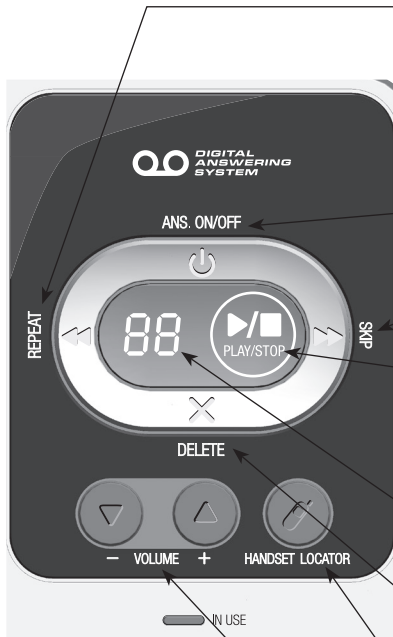 DIGITAL
ANSWERING
SYSTEM
ANS. ON/OFF
REPEAT
88
PLAY/STOP
SKIP
DELETE
– VOLUME +
HANDSET LOCATOR
IN USE